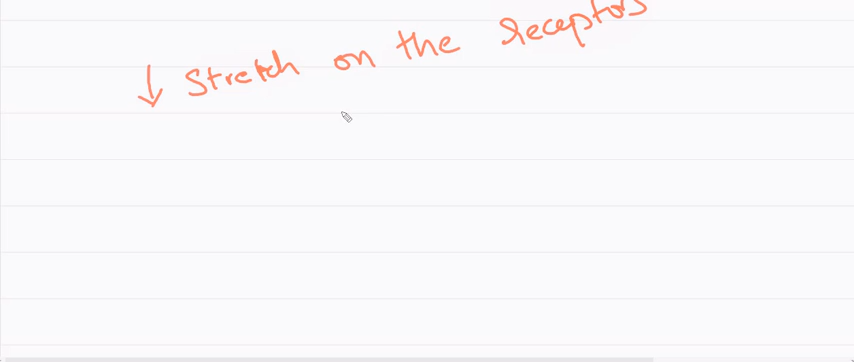 ↓ Stretch on the receptors